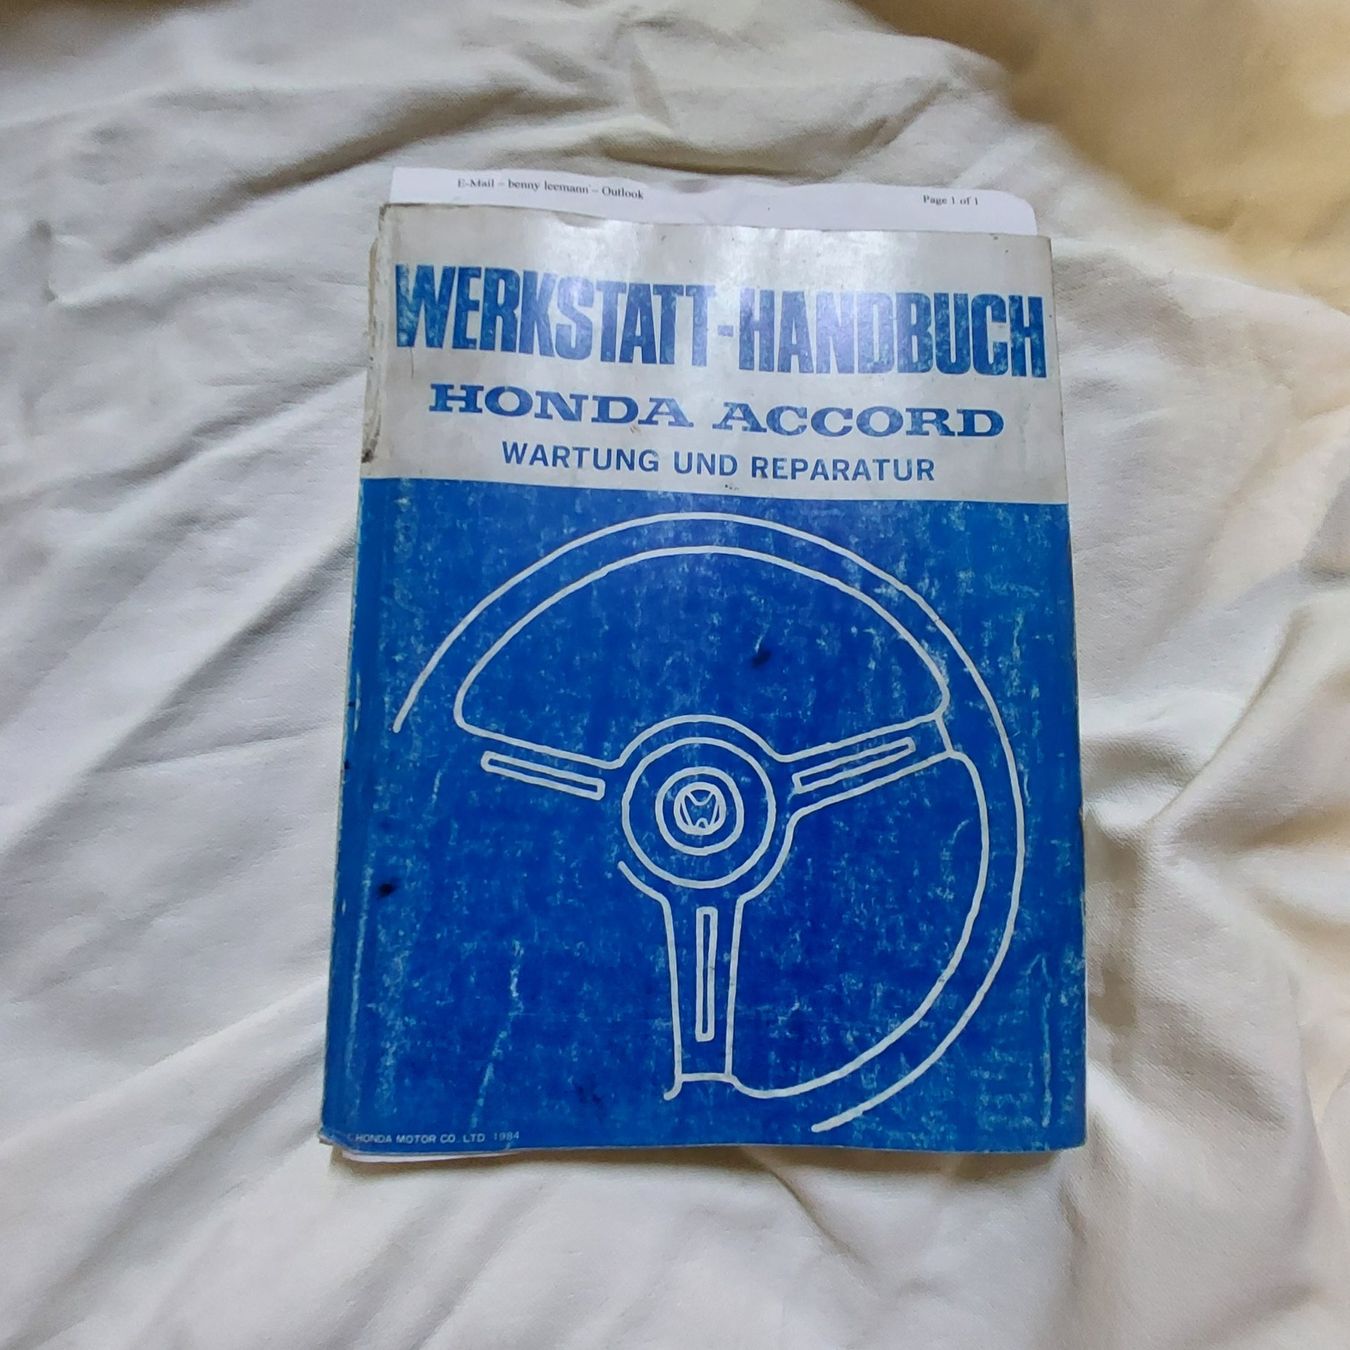 E-Mail – benny leemann – Outlook
Page 1 of 1
WERKSTATT-HANDBUCH
HONDA ACCORD
WARTUNG UND REPARATUR
HONDA MOTOR CO. LTD 1984